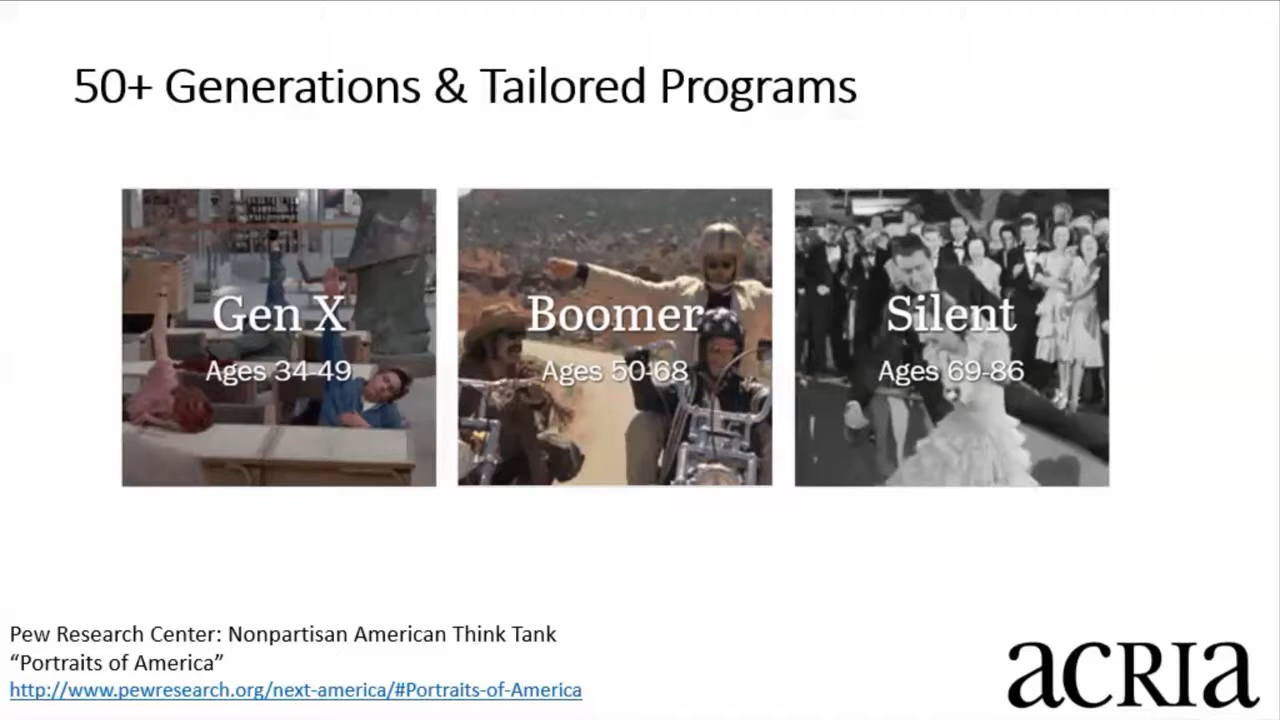 50+ Generations & Tailored Programs
Gen X
Ages 34-49
Boomer
Ages 50-68
Silent
Ages 69-86
Pew Research Center: Nonpartisan American Think Tank
“Portraits of America”
http://www.pewresearch.org/next-america/#Portraits-of-America
acria